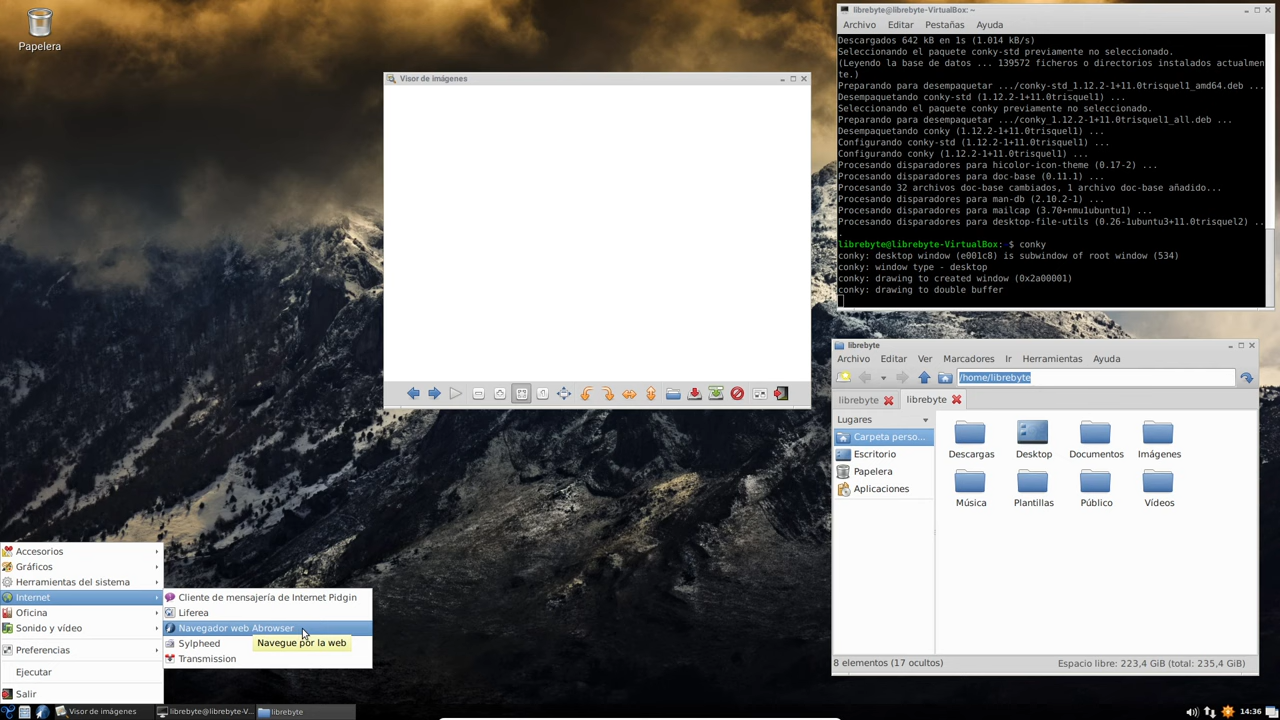 Papelera
Visor de imágenes
librebyte@librebyte-VirtualBox: ~
Archivo Editar Pestañas Ayuda
Descargados 642 kB en 1s (1.014 kB/s)
Seleccionando el paquete conky-std previamente no seleccionado.
(Leyendo la base de datos ... 139572 ficheros o directorios instalados actualmen
te.)
Preparando para desempaquetar .../conky-std_1.12.2-1+11.0trisquel1_amd64.deb ...
Desempaquetando conky-std (1.12.2-1+11.0trisquel1) ...
Seleccionando el paquete conky previamente no seleccionado.
Preparando para desempaquetar .../conky_1.12.2-1+11.0trisquel1_all.deb ...
Desempaquetando conky (1.12.2-1+11.0trisquel1) ...
Configurando conky-std (1.12.2-1+11.0trisquel1) ...
Configurando conky (1.12.2-1+11.0trisquel1) ...
Procesando disparadores para hicolor-icon-theme (0.17-2) ...
Procesando disparadores para doc-base (0.11.1) ...
Procesando 32 archivos doc-base cambiados, 1 archivo doc-base añadido...
Procesando disparadores para man-db (2.10.2-1) ...
Procesando disparadores para mailcap (3.70+nmu1ubuntu1) ...
Procesando disparadores para desktop-file-utils (0.26-1ubuntu3+11.0trisquel2) ..
.
librebyte@librebyte-VirtualBox: $ conky
conky: desktop window (e001c8) is subwindow of root window (534)
conky: window type - desktop
conky: drawing to created window (0x2a00001)
conky: drawing to double buffer
librebyte
Archivo Editar Ver Marcadores Ir Herramientas Ayuda
/home/librebyte
librebyte librebyte
Lugares
Carpeta perso...
Escritorio
Papelera
Aplicaciones
Descargas Desktop Documentos Imágenes
Música Plantillas Público Vídeos
8 elementos (17 ocultos) Espacio libre: 223,4 GiB (total: 235,4 GiB)
Accesorios
Gráficos
Herramientas del sistema
Internet
Oficina
Sonido y vídeo
Preferencias
Ejecutar
Salir
Cliente de mensajería de Internet Pidgin
Liferea
Navegador web Abrowser
Sylpheed
Navegue por la web
Transmission
Visor de imágenes librebyte@librebyte-V... librebyte 14:36